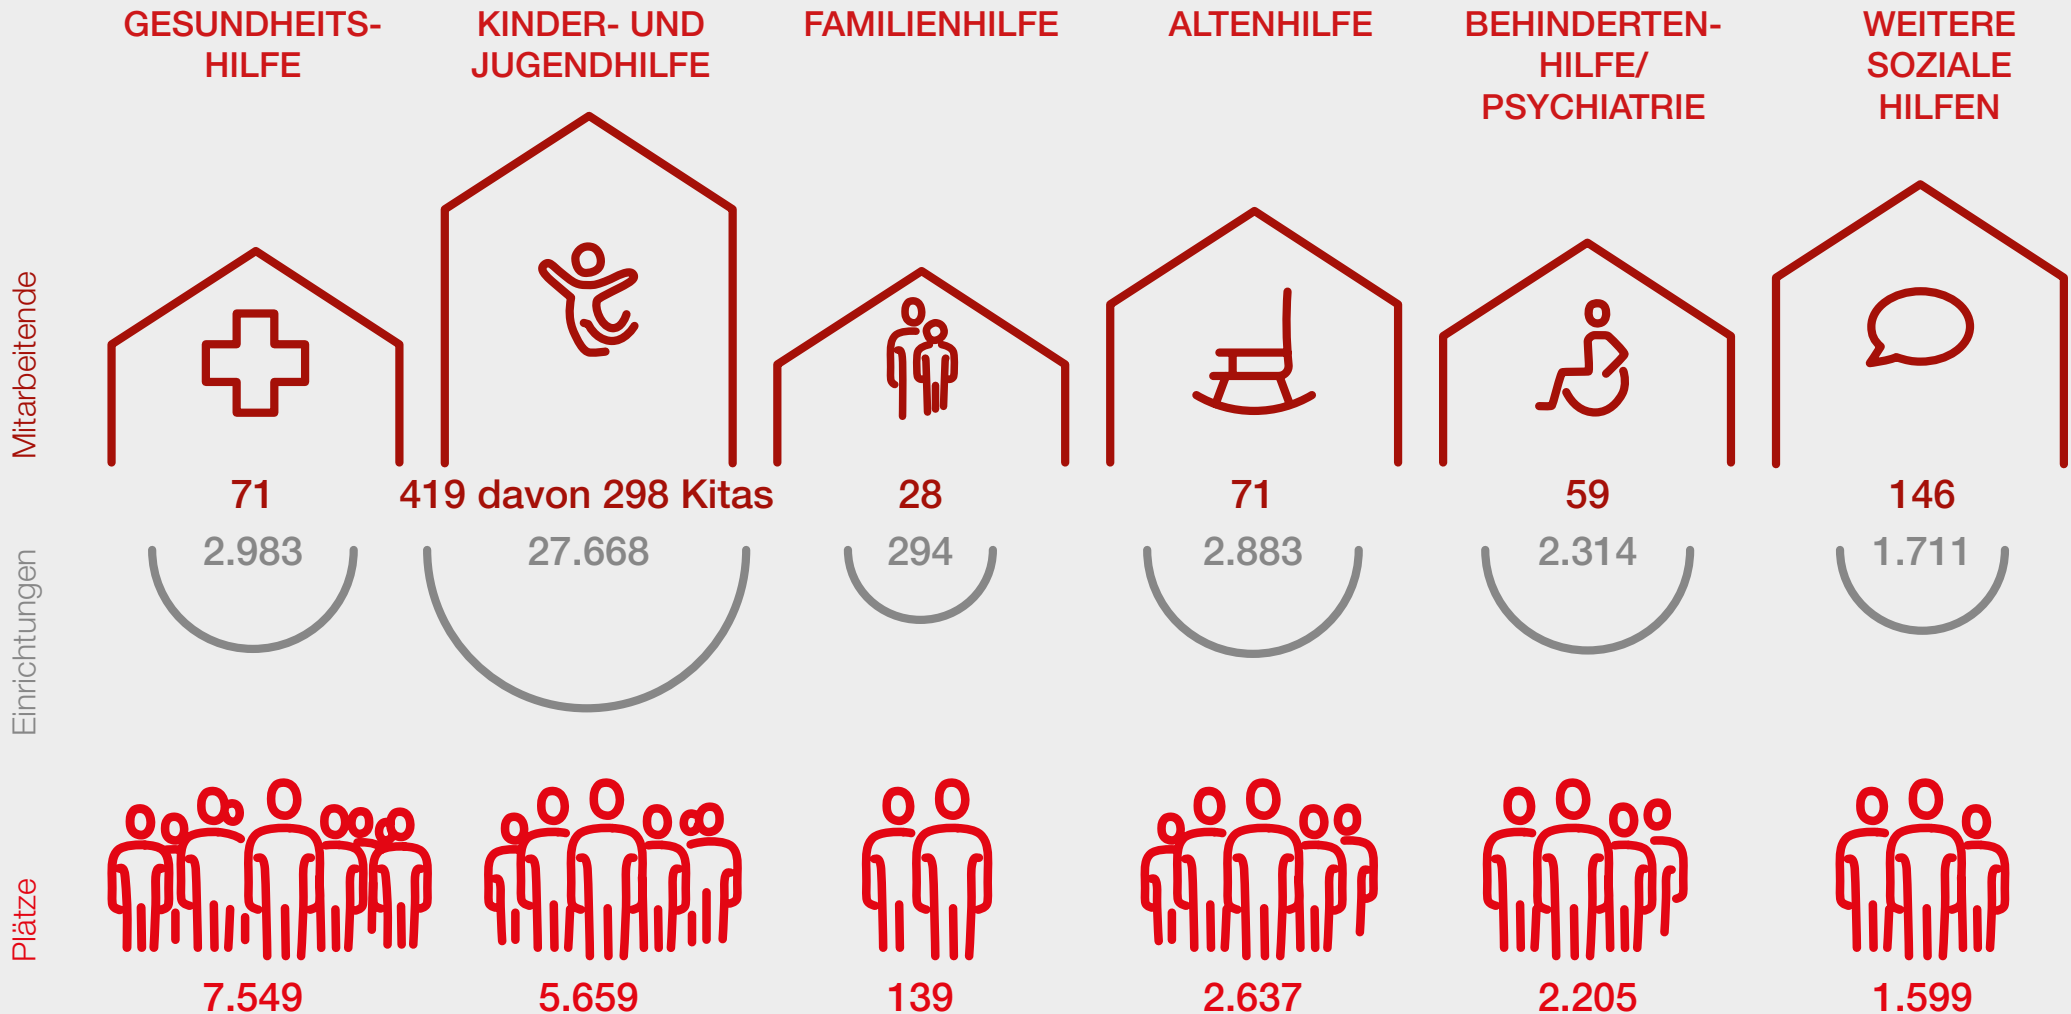 GESUNDHEITS-
HILFE
KINDER- UND
JUGENDHILFE
FAMILIENHILFE
ALTENHILFE
BEHINDERTEN-
HILFE/
PSYCHIATRIE
WEITERE
SOZIALE
HILFEN
Mitarbeitende
71
419 davon 298 Kitas
28
71
59
146
Einrichtungen
2.983
27.668
294
2.883
2.314
1.711
Plätze
7.549
5.659
139
2.637
2.205
1.599